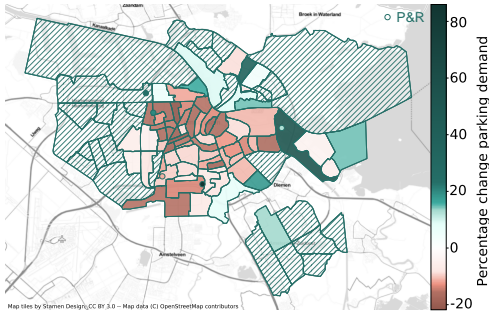 Zaandam
Broek in Waterland
P&R
Diemen
Amstelveen
80
60
40
20
0
-20
Percentage change parking demand
Map tiles by Stamen Design, CC BY 3.0 -- Map data (C) OpenStreetMap contributors